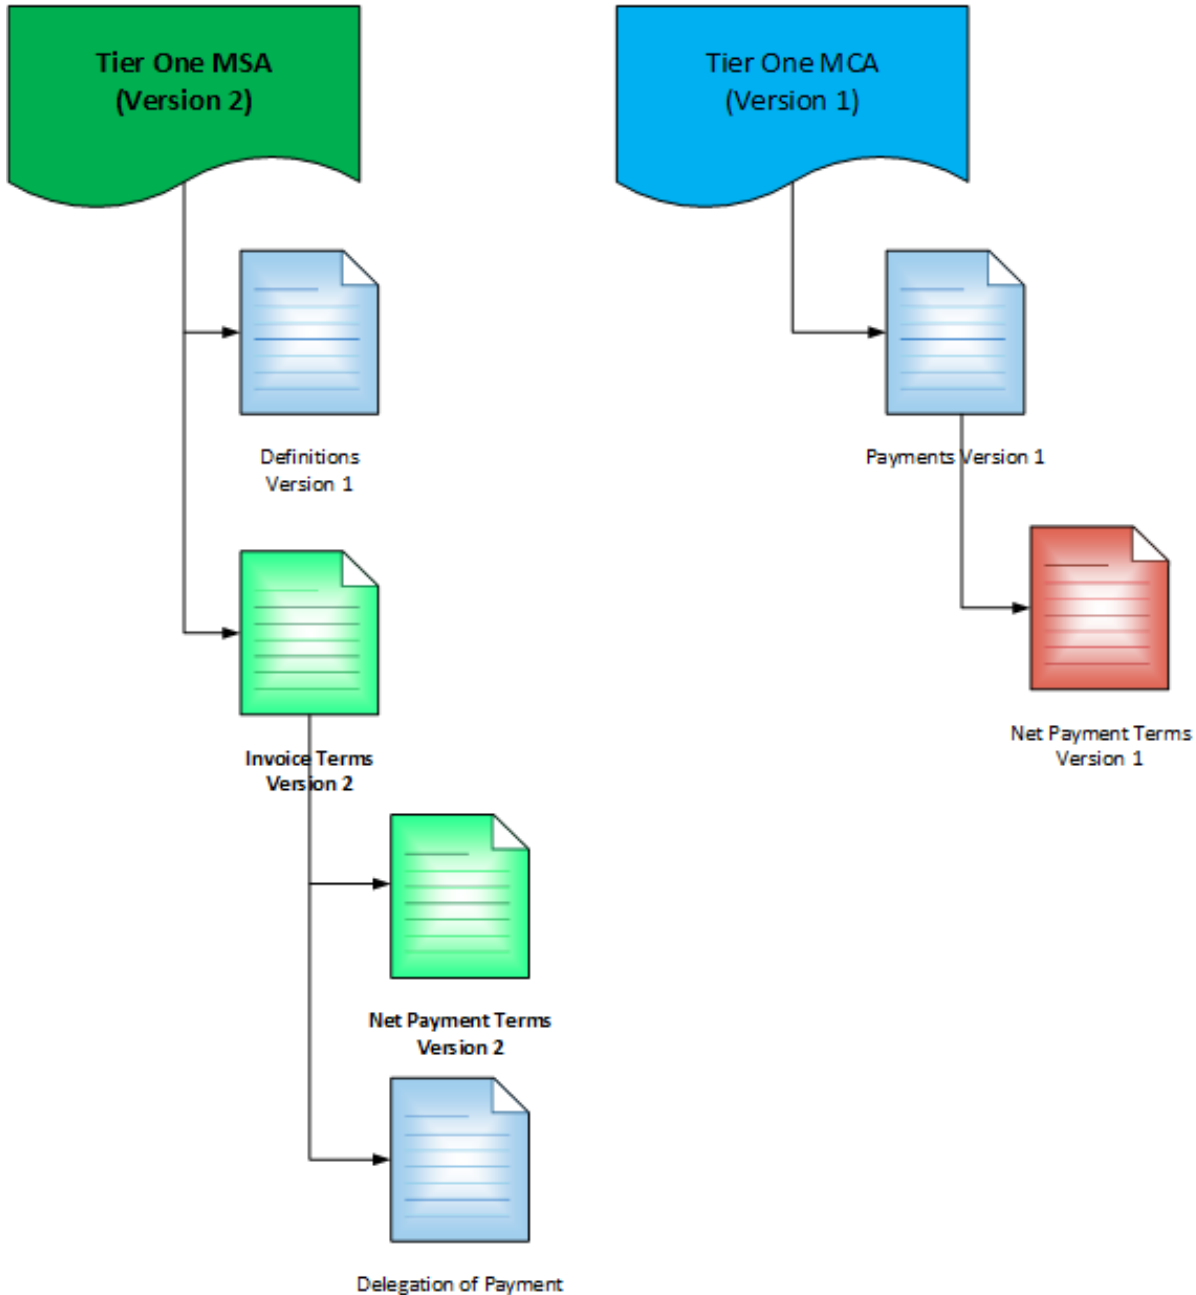 Tier One MSA
(Version 2)
Tier One MCA
(Version 1)
Definitions
Version 1
Payments Version 1
Invoice Terms
Version 2
Net Payment Terms
Version 1
Net Payment Terms
Version 2
Delegation of Payment